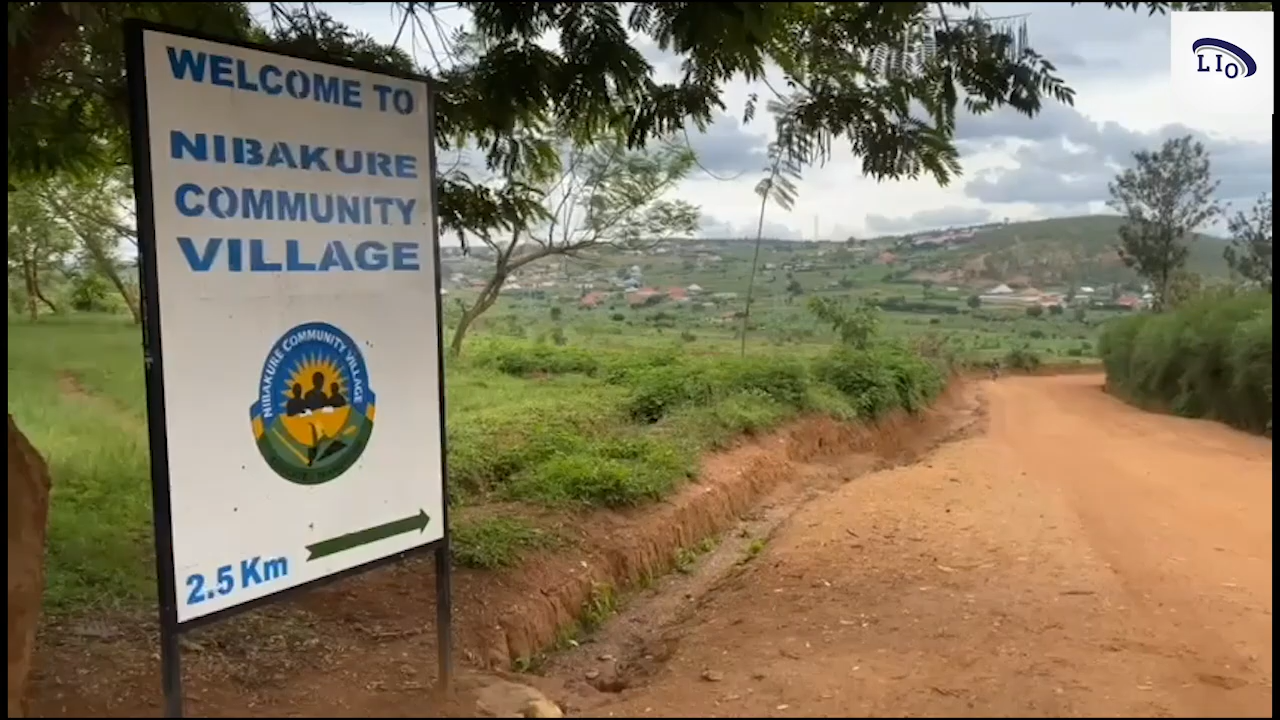 WELCOME TO
NIBAKURE
COMMUNITY
VILLAGE
NIBAKURE COMMUNITY VILLAGE
2.5 Km
LIO